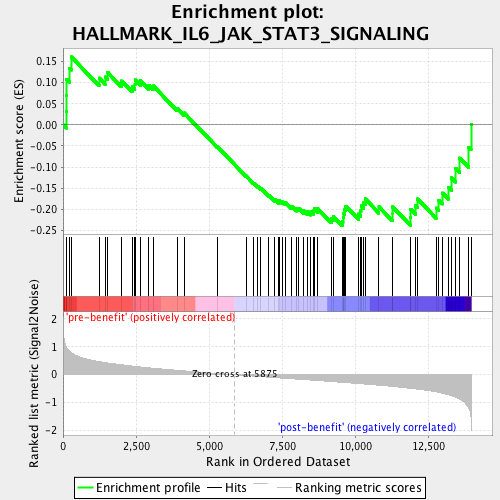 Enrichment plot:
HALLMARK_IL6_JAK_STAT3_SIGNALING
Enrichment score (ES)
0.15
0.10
0.05
0.00
-0.05
-0.10
-0.15
-0.20
-0.25
'pre-benefit' (positively correlated)
Ranked list metric (Signal2Noise)
2
1
0
-1
-2
Zero cross at 5875
'post-benefit' (negatively correlated)
0
2,500
5,000
7,500
10,000
12,500
Rank in Ordered Dataset
Enrichment profile
Hits
Ranking metric scores